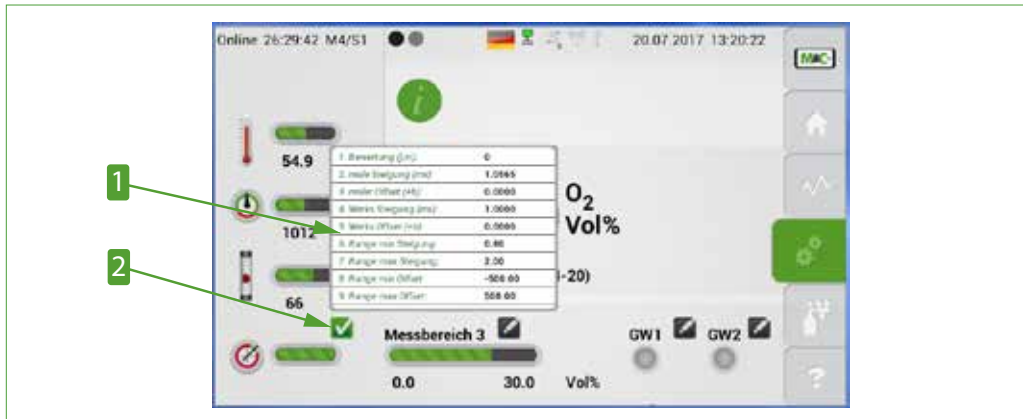 Online 26:29:42 M4/S1 20.07.2017 13:20:22
MAC
i
54.9
1012
66
1
2
1. Bewertung (j.n): 0
2. reale Steigung (rm): 1.0565
3. realer Offset (rb): 0.0000
4. Werks Steigung (ms): 1.0000
5. Werks Offset 0.0000
6. Range min Steigung: 0.80
7. Range max Steigung: 2.00
8. Range min Offset: -500.00
9. Range max Offset: 500.00
O2
Vol%
-20)
Messbereich 3
0.0 30.0 Vol%
GW1 GW2
?